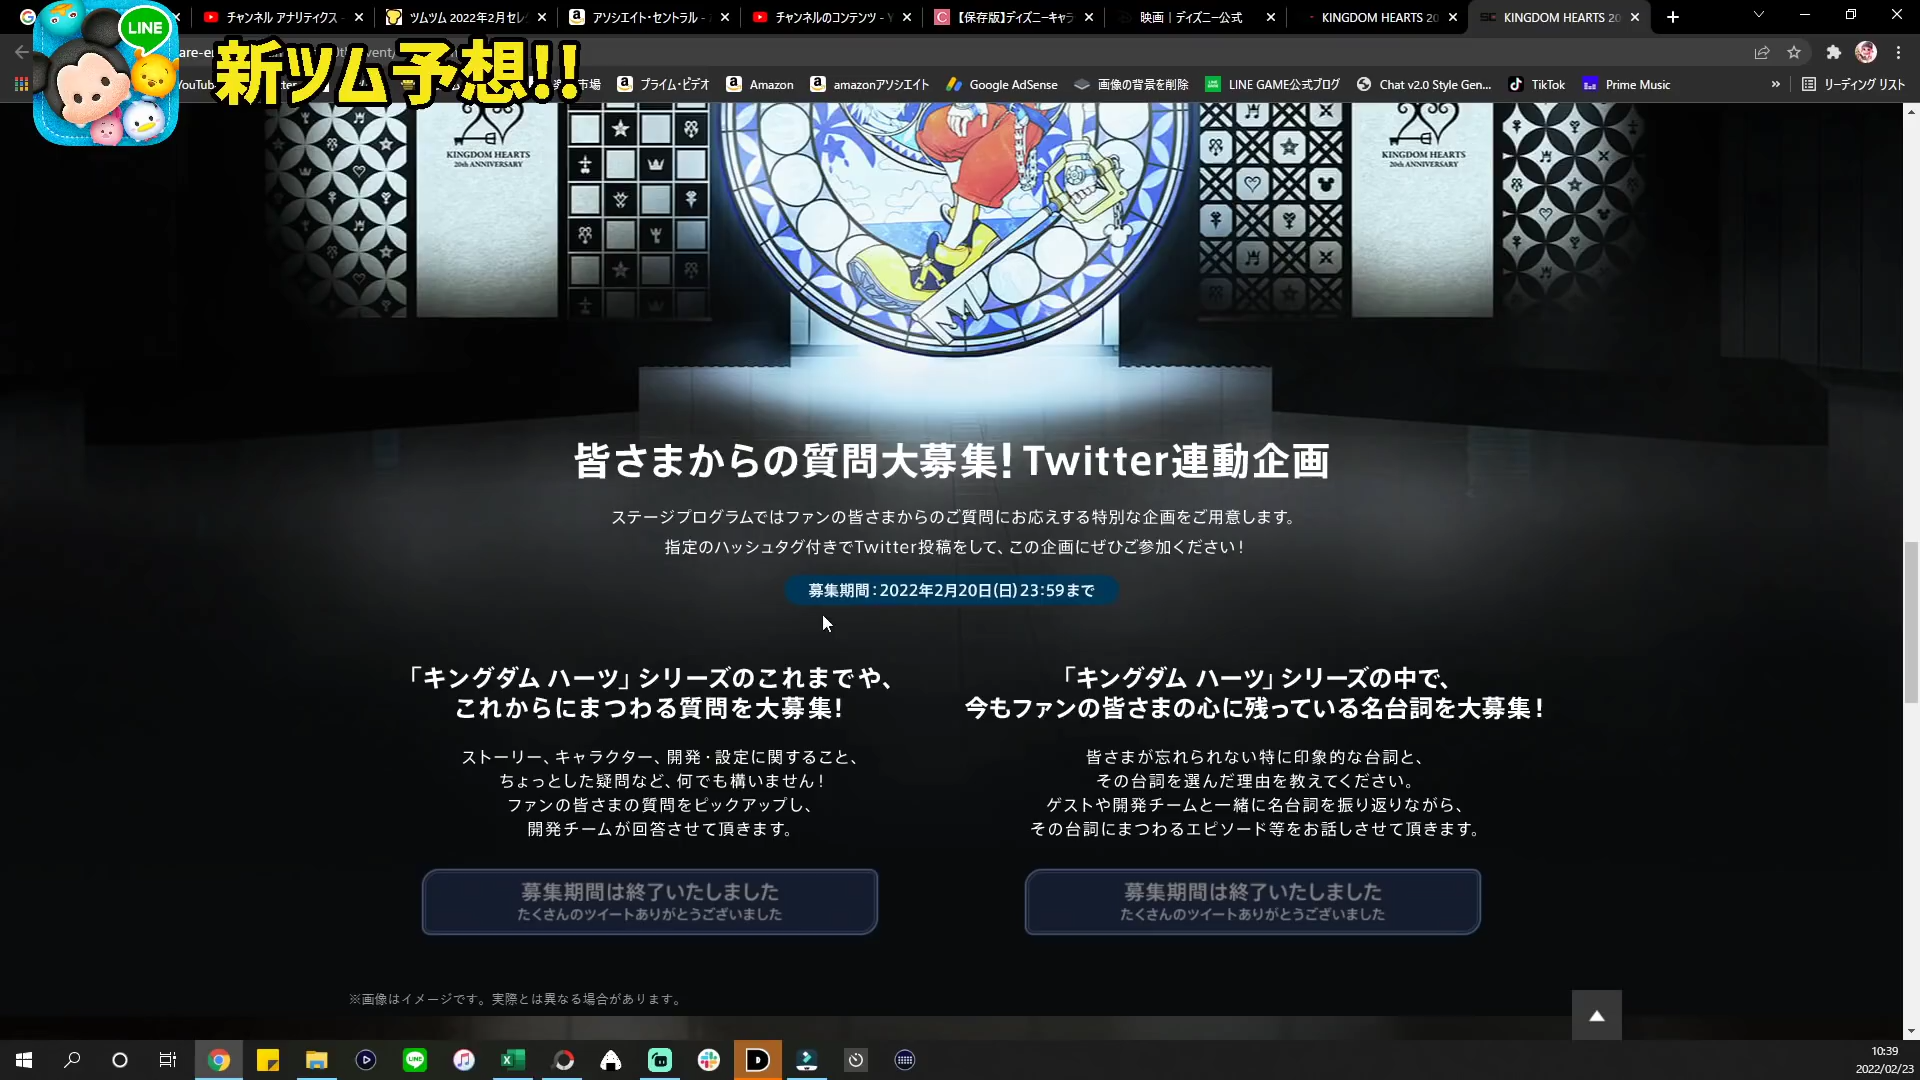 チャンネル アナリティクス -
ツムツム 2022年2月セレ
アソシエイト・セントラル -
チャンネルのコンテンツ - Y
【保存版】ディズニーキャラ
映画｜ディズニー公式
KINGDOM HEARTS 20
KINGDOM HEARTS 20
LINE
新ツム予想!!
プライム・ビデオ
Amazon
amazonアソシエイト
Google AdSense
画像の背景を削除
LINE GAME公式ブログ
Chat v2.0 Style Gen...
TikTok
Prime Music
»
リーディング リスト
KINGDOM HEARTS
20th ANNIVERSARY
KINGDOM HEARTS
20th ANNIVERSARY
皆さまからの質問大募集！Twitter連動企画
ステージプログラムではファンの皆さまからのご質問にお応えする特別な企画をご用意します。
指定のハッシュタグ付きでTwitter投稿をして、この企画にぜひご参加ください！
募集期間：2022年2月20日(日)23:59まで
「キングダム ハーツ」シリーズのこれまでや、
これからにまつわる質問を大募集！
ストーリー、キャラクター、開発・設定に関すること、
ちょっとした疑問など、何でも構いません！
ファンの皆さまの質問をピックアップし、
開発チームが回答させて頂きます。
募集期間は終了いたしました
たくさんのツイートありがとうございました
「キングダム ハーツ」シリーズの中で、
今もファンの皆さまの心に残っている名台詞を大募集！
皆さまが忘れられない特に印象的な台詞と、
その台詞を選んだ理由を教えてください。
ゲストや開発チームと一緒に名台詞を振り返りながら、
その台詞にまつわるエピソード等をお話しさせて頂きます。
募集期間は終了いたしました
たくさんのツイートありがとうございました
※画像はイメージです。実際とは異なる場合があります。
10:39
2022/02/23